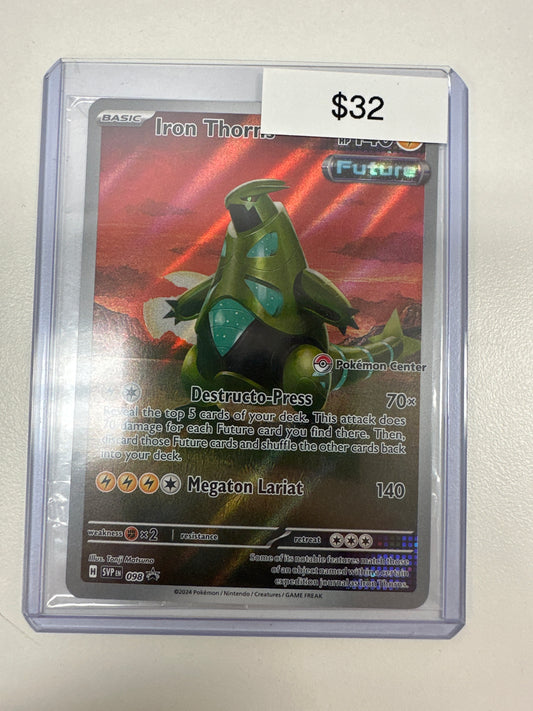 $32
BASIC Iron Thorns HP140
Future
Pokémon Center
Destructo-Press 70×
Reveal the top 5 cards of your deck. This attack does
70 damage for each Future card you find there. Then,
discard those Future cards and shuffle the other cards back
into your deck.
Megaton Lariat 140
weakness ×2 resistance retreat
Illus. Tonji Matsuno
Some of its notable features match those
of an object named within a certain
expedition journal as Iron Thorns.
H SVP EN 098
©2024 Pokémon / Nintendo / Creatures / GAME FREAK